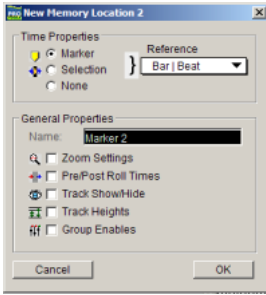 New Memory Location 2
Time Properties
Marker
Selection
None
Reference
Bar|Beat
General Properties
Name: Marker 2
Zoom Settings
Pre/Post Roll Times
Track Show/Hide
Track Heights
Group Enables
Cancel OK